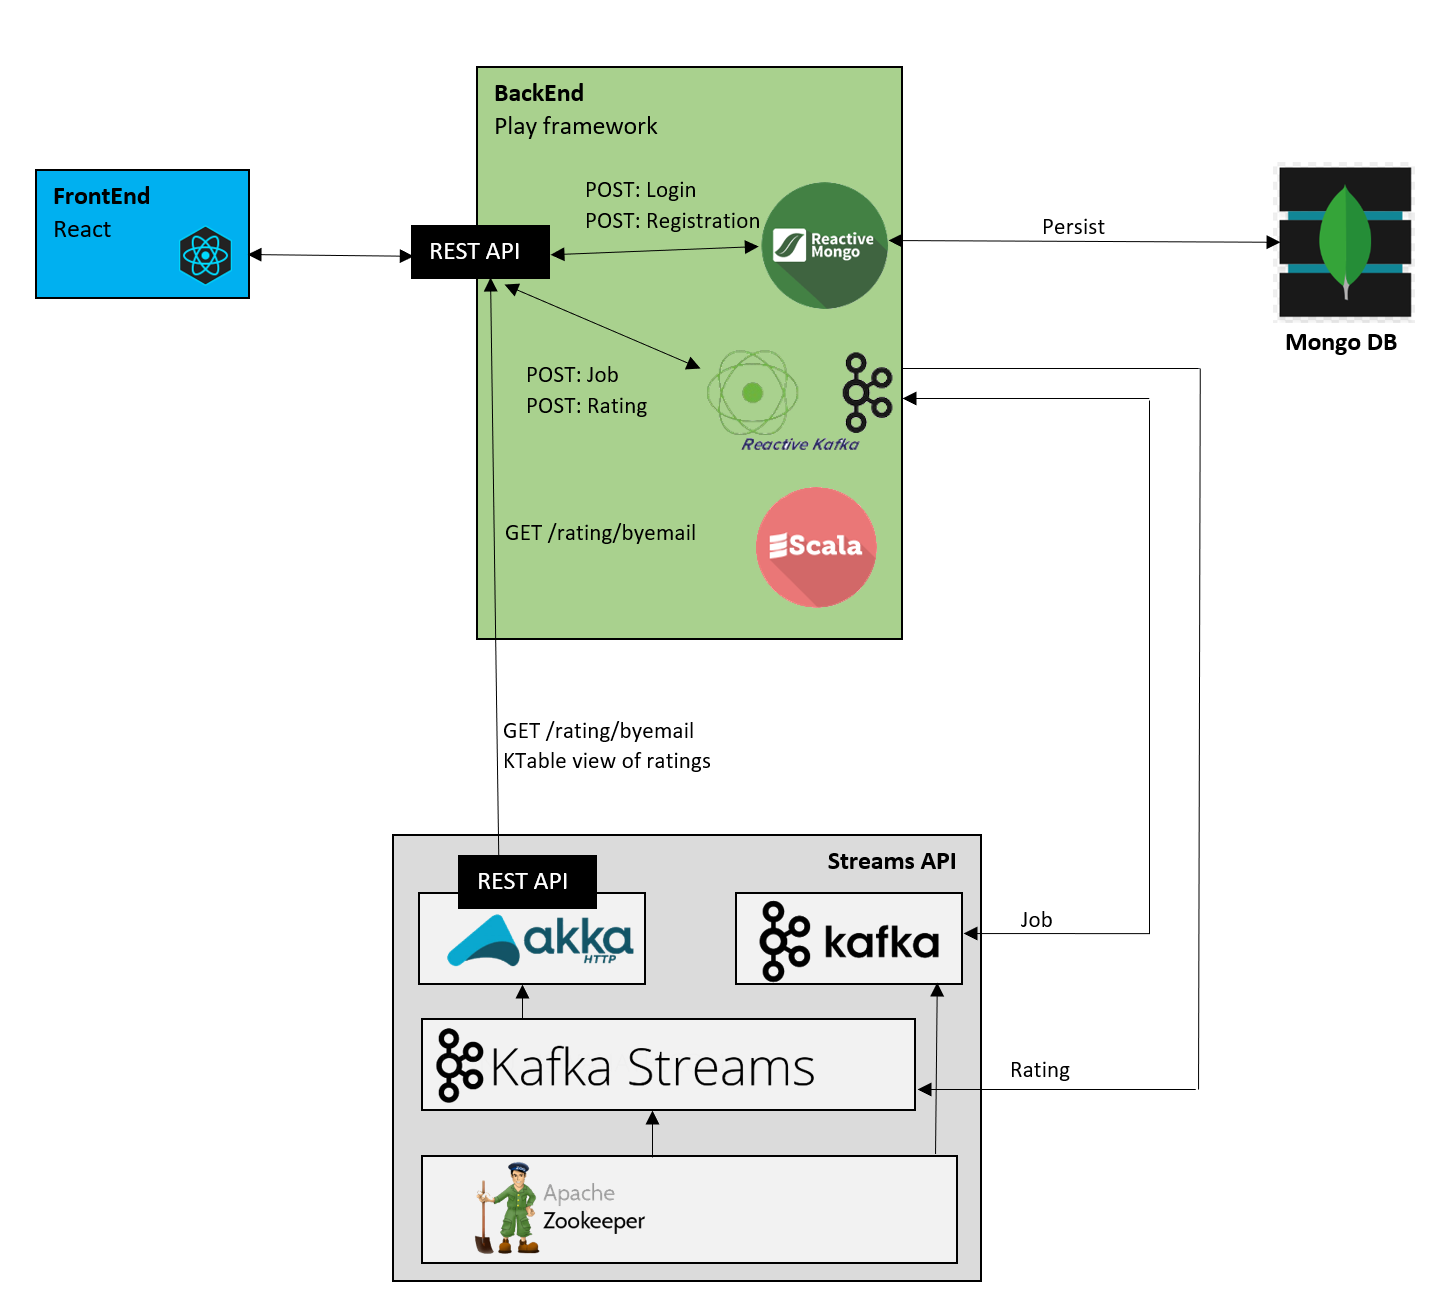 BackEnd
Play framework
FrontEnd
React
REST API
POST: Login
POST: Registration
Reactive
Mongo
Persist
Mongo DB
POST: Job
POST: Rating
Reactive Kafka
GET /rating/byemail
Scala
GET /rating/byemail
KTable view of ratings
Streams API
REST API
akka
HTTP
kafka
Job
Kafka Streams
Rating
Apache
Zookeeper